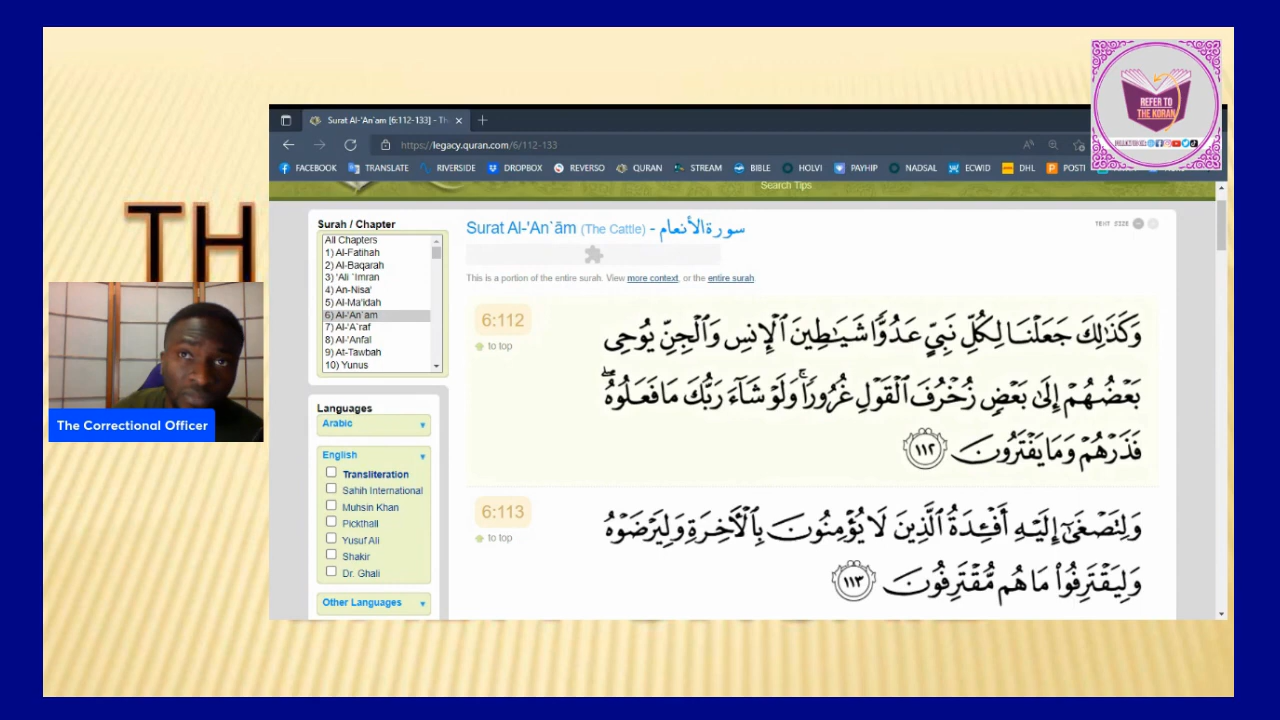 TH
REFER TO
THE KORAN
Surat Al-'An`am [6:112-133] - Th
https://legacy.quran.com/6/112-133
FACEBOOK TRANSLATE RIVERSIDE DROPBOX REVERSO QURAN STREAM BIBLE HOLVI PAYHIP NADSAL ECWID DHL POSTI
Search Tips
Surah / Chapter
All Chapters
1) Al-Fatihah
2) Al-Baqarah
3) 'Ali `Imran
4) An-Nisa'
5) Al-Ma'idah
6) Al-'An`am
7) Al-'A`raf
8) Al-'Anfal
9) At-Tawbah
10) Yunus
Languages
Arabic
English
Transliteration
Sahih International
Muhsin Khan
Pickthall
Yusuf Ali
Shakir
Dr. Ghali
Other Languages
The Correctional Officer
Surat Al-'An`ām (The Cattle) - سورة الأنعام
TEXT SIZE
This is a portion of the entire surah. View more context, or the entire surah.
6:112
to top
وَكَذَٰلِكَ جَعَلْنَا لِكُلِّ نَبِيٍّ عَدُوًّا شَيَـٰطِينَ ٱلْإِنسِ وَٱلْجِنِّ يُوحِى
بَعْضُهُمْ إِلَىٰ بَعْضٍ زُخْرُفَ ٱلْقَوْلِ غُرُورًا ۚ وَلَوْ شَآءَ رَبُّكَ مَا فَعَلُوهُ ۖ
فَذَرْهُمْ وَمَا يَفْتَرُونَ ١١٢
6:113
to top
وَلِتَصْغَىٰٓ إِلَيْهِ أَفْـِٔدَةُ ٱلَّذِينَ لَا يُؤْمِنُونَ بِٱلْـَٔاخِرَةِ وَلِيَرْضَوْهُ
وَلِيَقْتَرِفُوا۟ مَا هُم مُّقْتَرِفُونَ ١١٣